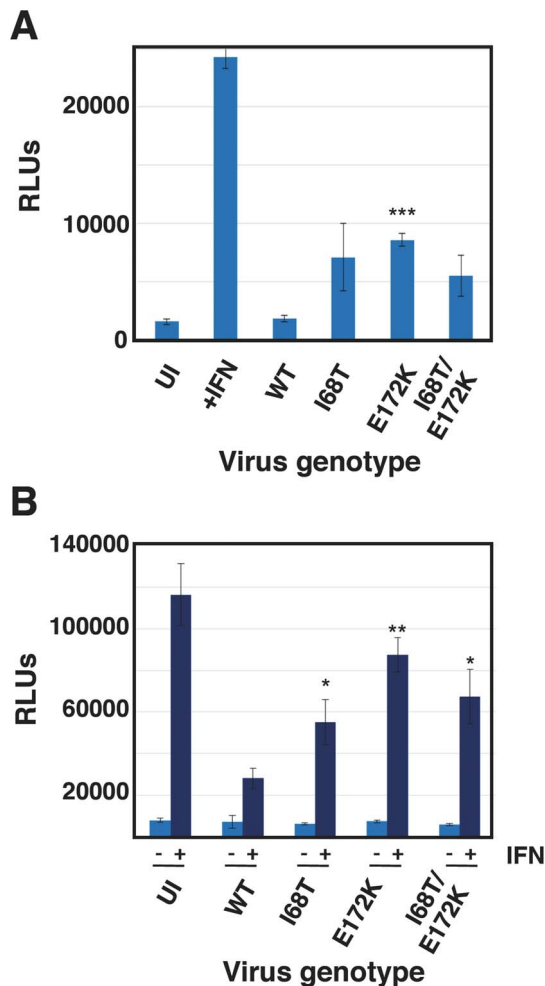 A
RLUs
20000
10000
0
***
UI
+IFN
WT
I68T
E172K
I68T/
E172K
Virus genotype
B
RLUs
140000
100000
60000
20000
*
**
*
- + - + - + - + - + IFN
UI
WT
I68T
E172K
I68T/
E172K
Virus genotype